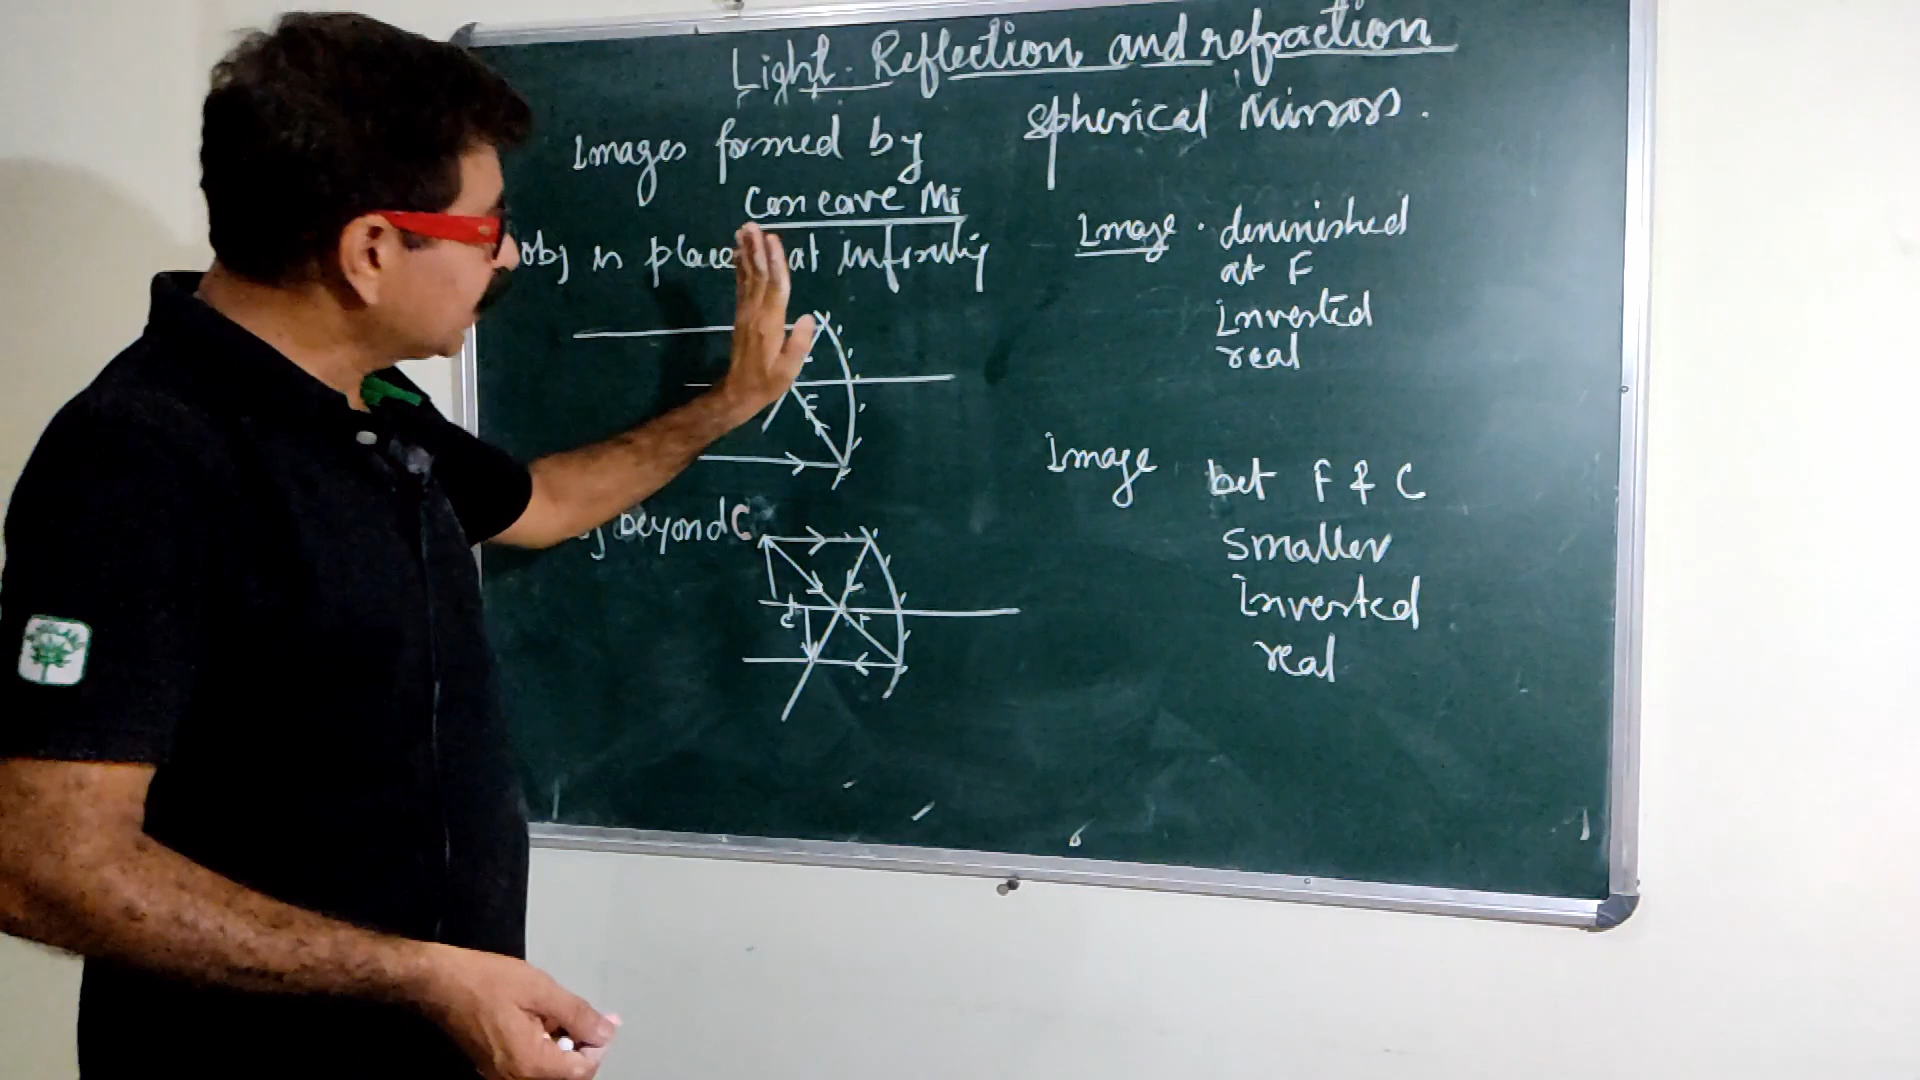 Light. Reflection and refraction
Images formed by spherical Mirrors.
Concave Mi
obj is place at infinity
Image. diminished
at F
Inverted
real
F
beyond C
C F
Image bet F & C
Smaller
Inverted
real